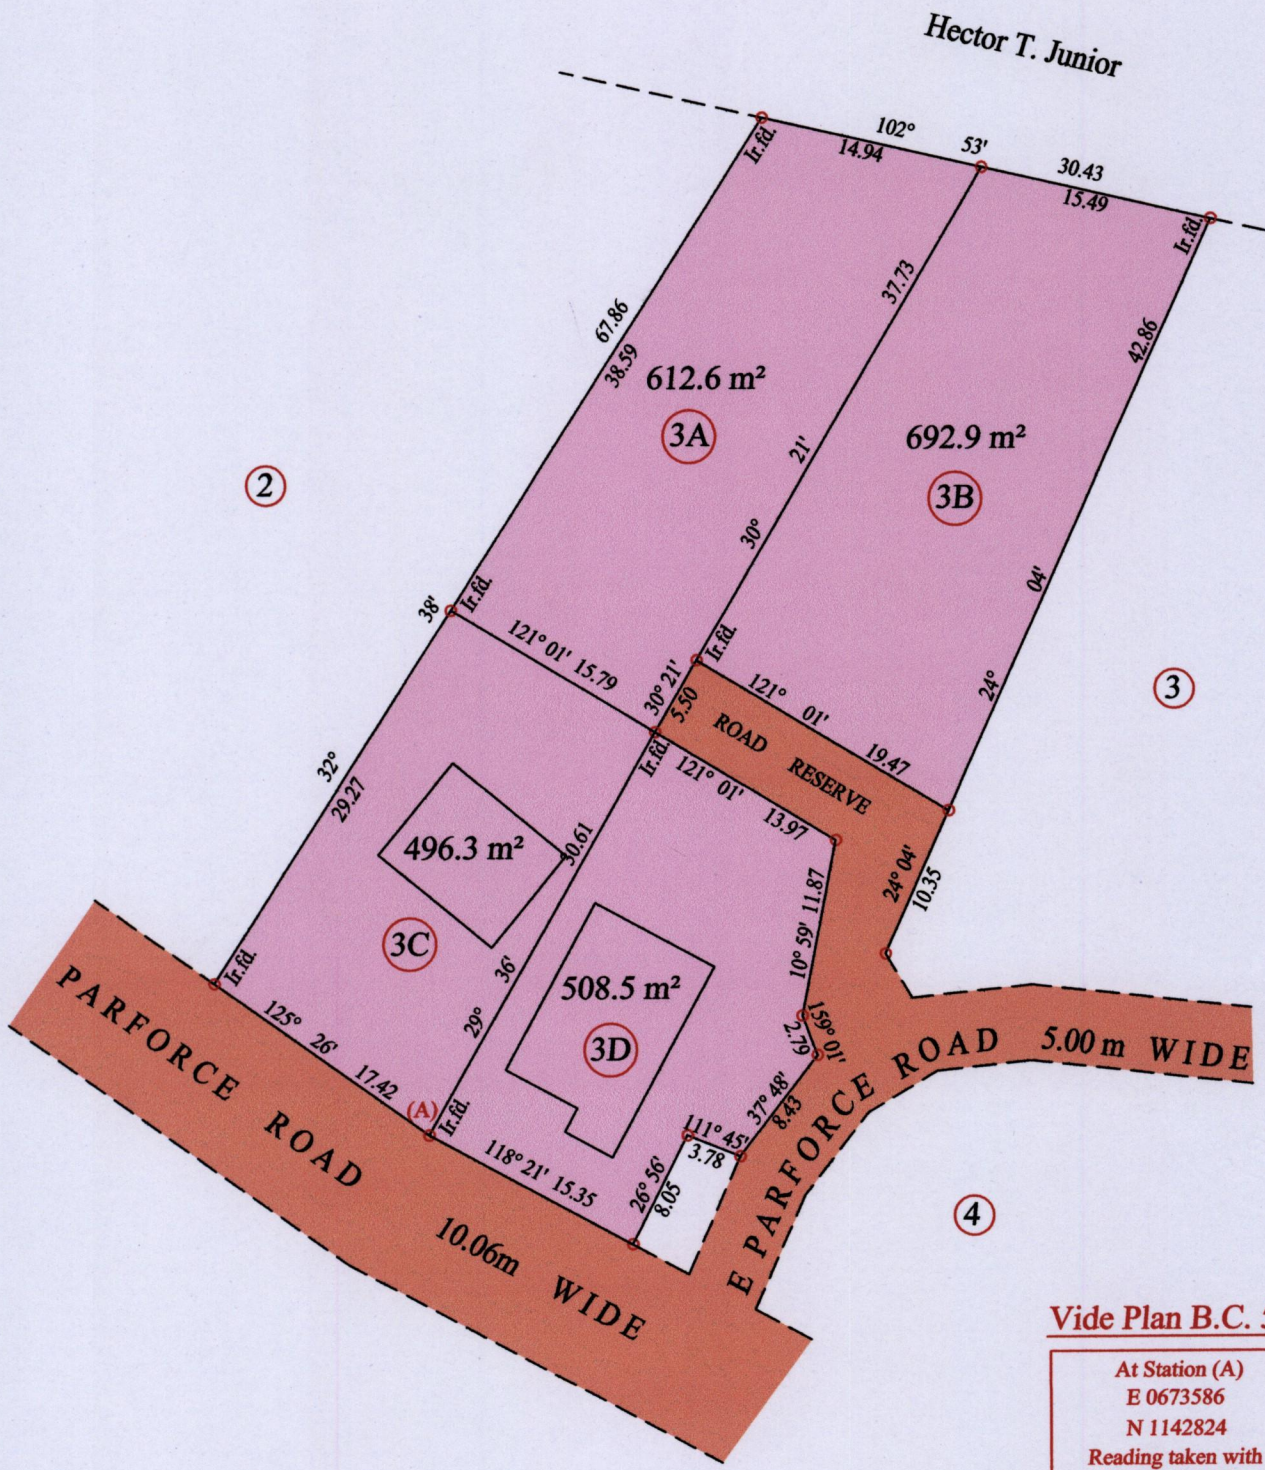 Hector T. Junior
102° 53' 30.43
14.94
15.49
Ir.fd.
Ir.fd.
67.86
38.59
37.73
42.86
612.6 m²
3A
692.9 m²
3B
21'
30°
04'
24°
2
3
38'
Ir.fd.
Ir.fd.
121° 01' 15.79
30° 21'
5.50
121° 01' 19.47
ROAD RESERVE
Ir.fd.
121° 01' 13.97
32°
29.27
30.61
496.3 m²
3C
11.87
10° 59'
24° 04'
10.35
36'
29°
508.5 m²
3D
Ir.fd.
125° 26' 17.42
159° 01'
2.79
37° 48'
8.43
(A)
Ir.fd.
111° 45'
3.78
118° 21' 15.35
26° 56'
8.05
PARFORCE ROAD 10.06m WIDE
E PARFORCE ROAD 5.00 m WIDE
4
Vide Plan B.C.
At Station (A)
E 0673586
N 1142824
Reading taken with